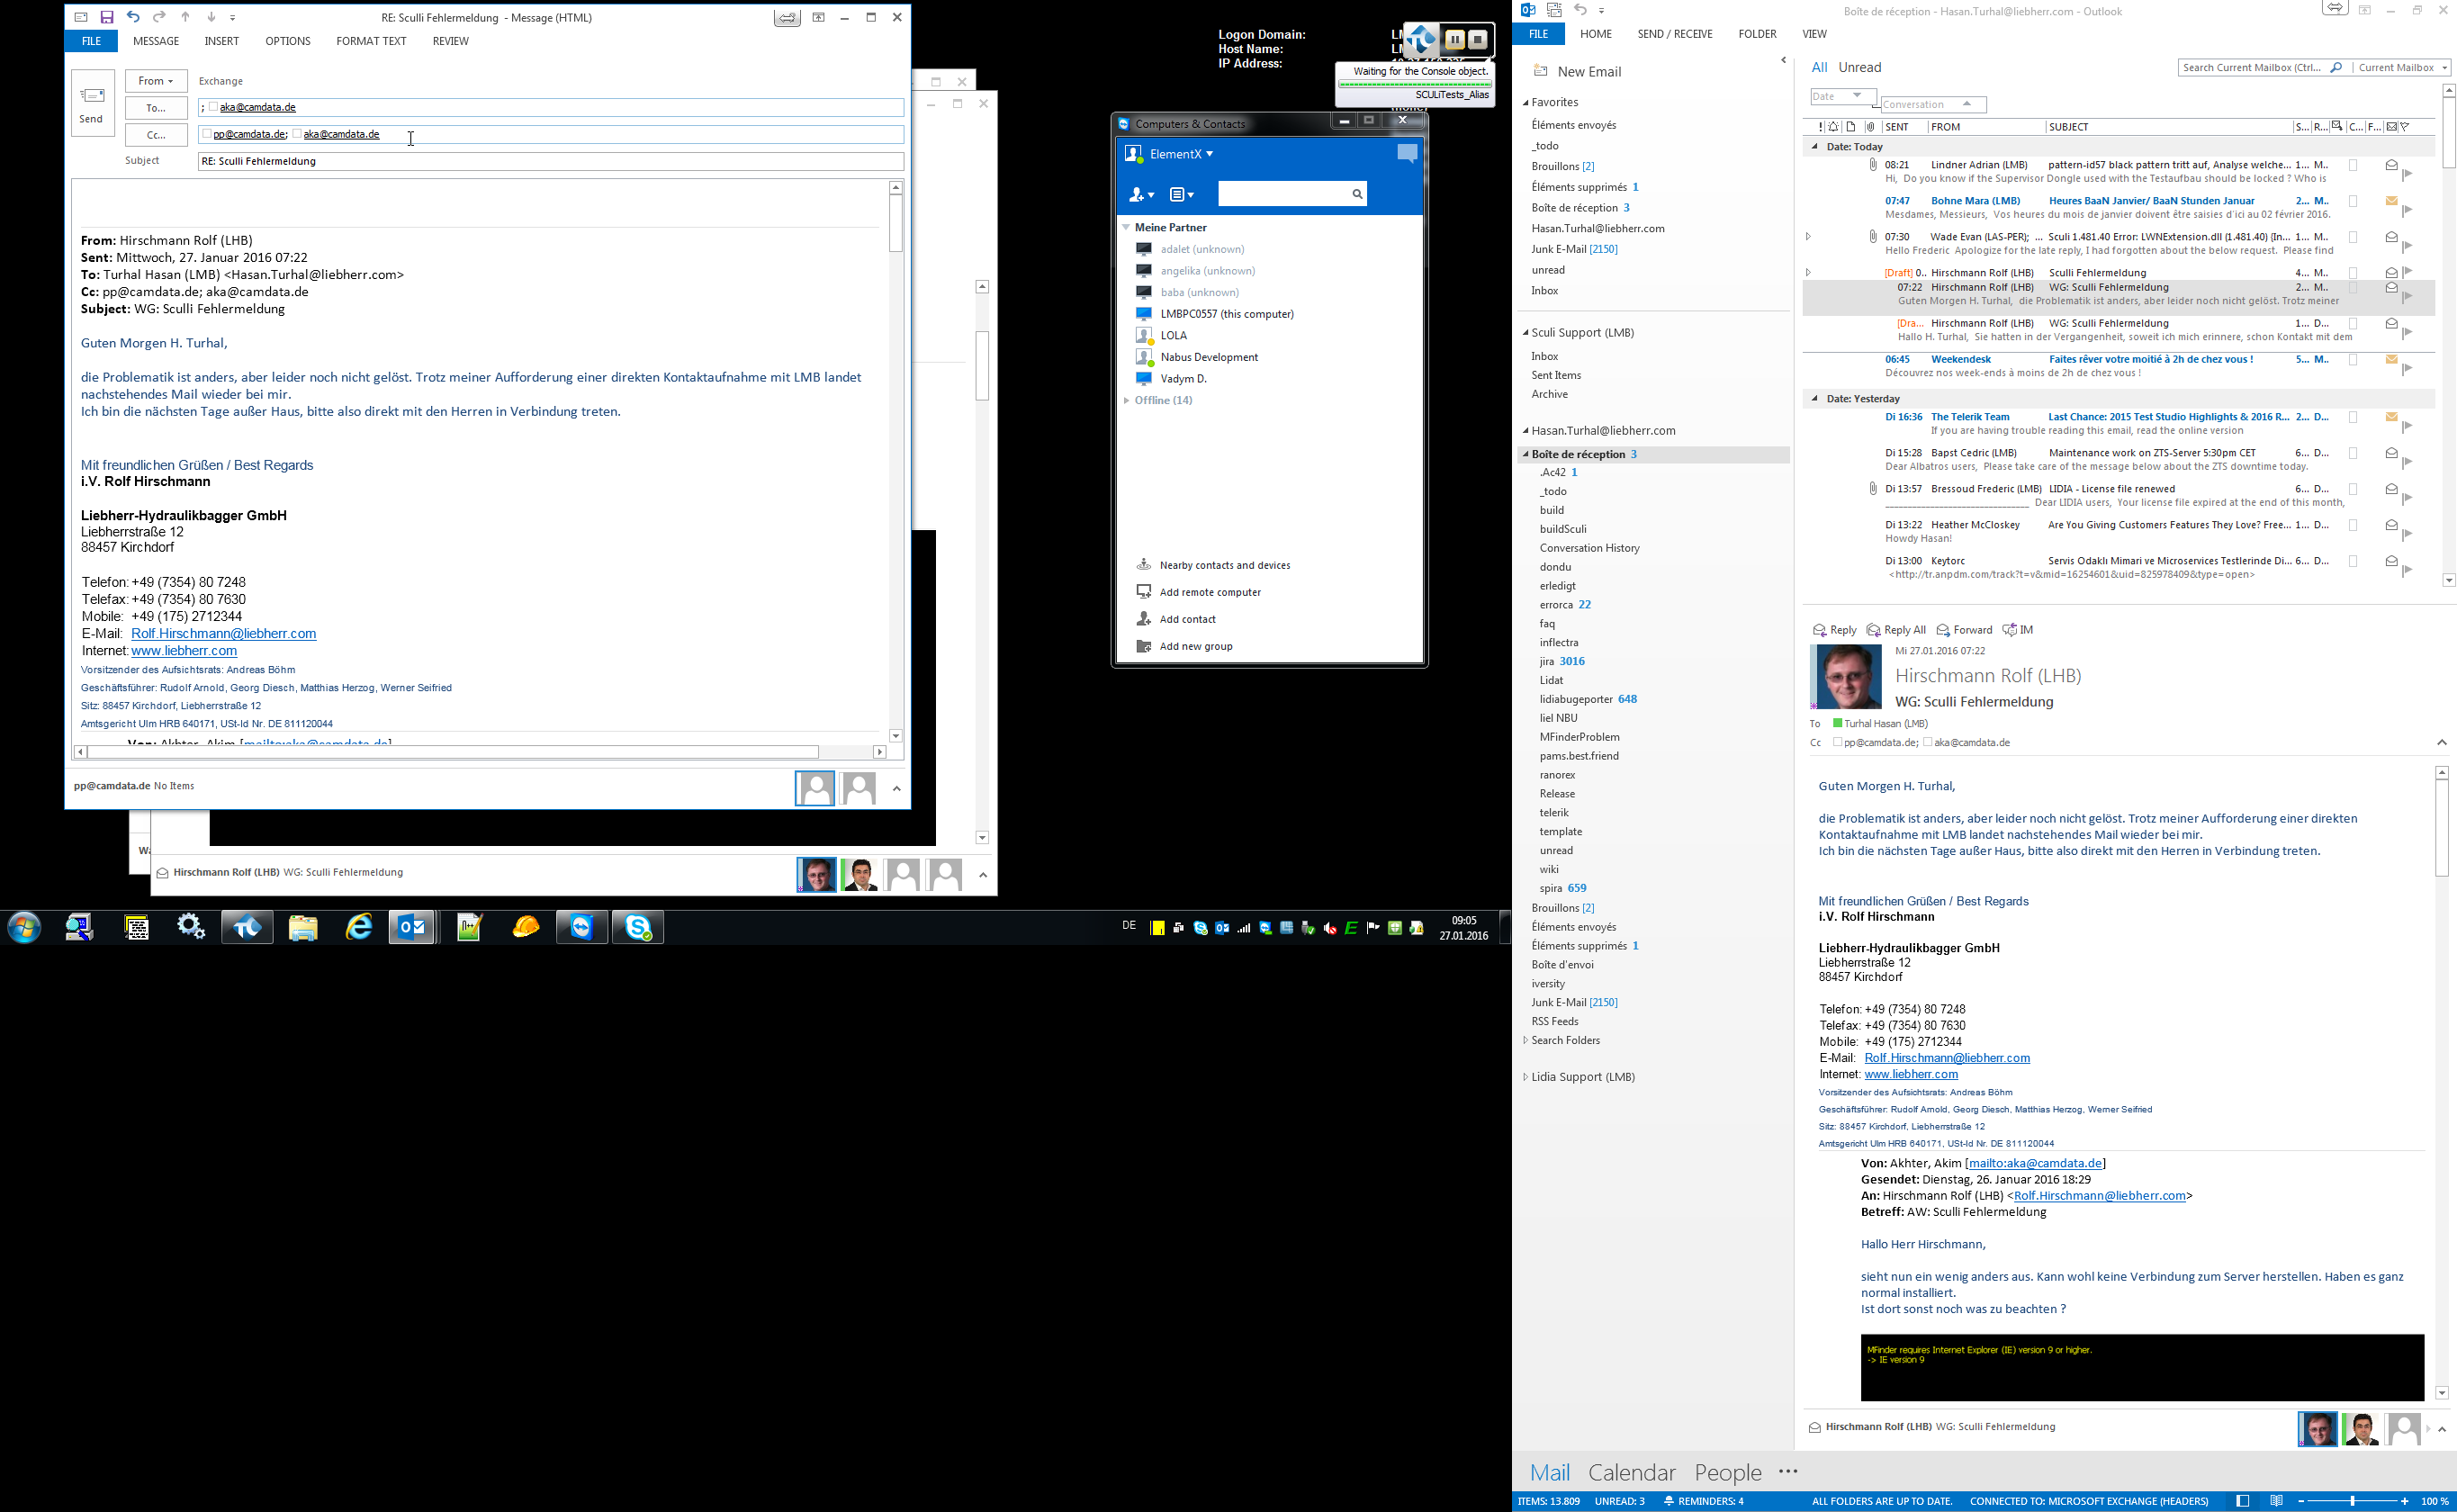 RE: Sculli Fehlermeldung - Message (HTML)
FILE MESSAGE INSERT OPTIONS FORMAT TEXT REVIEW
From Exchange
Send
To... ; aka@camdata.de
Cc... pp@camdata.de; aka@camdata.de
Subject RE: Sculli Fehlermeldung
From: Hirschmann Rolf (LHB)
Sent: Mittwoch, 27. Januar 2016 07:22
To: Turhal Hasan (LMB) <Hasan.Turhal@liebherr.com>
Cc: pp@camdata.de; aka@camdata.de
Subject: WG: Sculli Fehlermeldung
Guten Morgen H. Turhal,
die Problematik ist anders, aber leider noch nicht gelöst. Trotz meiner Aufforderung einer direkten Kontaktaufnahme mit LMB landet
nachstehendes Mail wieder bei mir.
Ich bin die nächsten Tage außer Haus, bitte also direkt mit den Herren in Verbindung treten.
Mit freundlichen Grüßen / Best Regards
i.V. Rolf Hirschmann
Liebherr-Hydraulikbagger GmbH
Liebherrstraße 12
88457 Kirchdorf
Telefon: +49 (7354) 80 7248
Telefax: +49 (7354) 80 7630
Mobile: +49 (175) 2712344
E-Mail: Rolf.Hirschmann@liebherr.com
Internet: www.liebherr.com
Vorsitzender des Aufsichtsrats: Andreas Böhm
Geschäftsführer: Rudolf Arnold, Georg Diesch, Matthias Herzog, Werner Seifried
Sitz: 88457 Kirchdorf, Liebherrstraße 12
Amtsgericht Ulm HRB 640171, USt-Id Nr. DE 811120044
Von: Akhter, Akim [mailto:aka@camdata.de]
pp@camdata.de No Items
Hirschmann Rolf (LHB) WG: Sculli Fehlermeldung
Logon Domain:
Host Name:
IP Address:
Waiting for the Console object.
SCULiTests_Alias
Computers & Contacts
ElementX
Meine Partner
adalet (unknown)
angelika (unknown)
baba (unknown)
LMBPC0557 (this computer)
LOLA
Nabus Development
Vadym D.
Offline (14)
Nearby contacts and devices
Add remote computer
Add contact
Add new group
DE
09:05
27.01.2016
Boîte de réception - Hasan.Turhal@liebherr.com - Outlook
FILE HOME SEND / RECEIVE FOLDER VIEW
New Email
Favorites
Éléments envoyés
_todo
Brouillons [2]
Éléments supprimés 1
Boîte de réception 3
Hasan.Turhal@liebherr.com
Junk E-Mail [2150]
unread
Inbox
Sculi Support (LMB)
Inbox
Sent Items
Archive
Hasan.Turhal@liebherr.com
Boîte de réception 3
.Ac42 1
_todo
build
buildSculi
Conversation History
dondu
erledigt
errorca 22
faq
inflectra
jira 3016
Lidat
lidiabugeporter 648
liel NBU
MFinderProblem
pams.best.friend
ranorex
Release
telerik
template
unread
wiki
spira 659
Brouillons [2]
Éléments envoyés
Éléments supprimés 1
Boîte d'envoi
iversity
Junk E-Mail [2150]
RSS Feeds
Search Folders
Lidia Support (LMB)
All Unread
Search Current Mailbox (Ctrl... Current Mailbox
Date Conversation
! SENT FROM SUBJECT S... R... C... F...
Date: Today
08:21 Lindner Adrian (LMB) pattern-id57 black pattern tritt auf, Analyse welche... 1... M..
Hi, Do you know if the Supervisor Dongle used with the Testaufbau should be locked ? Who is
07:47 Bohne Mara (LMB) Heures BaaN Janvier/ BaaN Stunden Januar 2... M..
Mesdames, Messieurs, Vos heures du mois de janvier doivent être saisies d'ici au 02 février 2016.
07:30 Wade Evan (LAS-PER); ... Sculi 1.481.40 Error: LWNExtension.dll (1.481.40) [In... 1... M..
Hello Frederic Apologize for the late reply, I had forgotten about the below request. Please find
[Draft] 0.. Hirschmann Rolf (LHB) Sculli Fehlermeldung 4... M..
07:22 Hirschmann Rolf (LHB) WG: Sculli Fehlermeldung 2... M..
Guten Morgen H. Turhal, die Problematik ist anders, aber leider noch nicht gelöst. Trotz meiner
[Dra... Hirschmann Rolf (LHB) WG: Sculli Fehlermeldung 1... D...
Hallo H. Turhal, Sie hatten in der Vergangenheit, soweit ich mich erinnere, schon Kontakt mit dem
06:45 Weekendesk Faites rêver votre moitié à 2h de chez vous ! 5... M..
Découvrez nos week-ends à moins de 2h de chez vous !
Date: Yesterday
Di 16:36 The Telerik Team Last Chance: 2015 Test Studio Highlights & 2016 R... 2... D...
If you are having trouble reading this email, read the online version
Di 15:28 Bapst Cedric (LMB) Maintenance work on ZTS-Server 5:30pm CET 6... D...
Dear Albatros users, Please take care of the message below about the ZTS downtime today.
Di 13:57 Bressoud Frederic (LMB) LIDIA - License file renewed 6... D...
Dear LIDIA users, Your license file expired at the end of this month,
Di 13:22 Heather McCloskey Are You Giving Customers Features They Love? Free... 1... D...
Howdy Hasan!
Di 13:00 Keytorc Servis Odaklı Mimari ve Microservices Testlerinde Di... 6... D...
<http://tr.anpdm.com/track?t=v&mid=16254601&uid=825978409&type=open>
Reply Reply All Forward IM
Mi 27.01.2016 07:22
Hirschmann Rolf (LHB)
WG: Sculli Fehlermeldung
To Turhal Hasan (LMB)
Cc pp@camdata.de; aka@camdata.de
Guten Morgen H. Turhal,
die Problematik ist anders, aber leider noch nicht gelöst. Trotz meiner Aufforderung einer direkten
Kontaktaufnahme mit LMB landet nachstehendes Mail wieder bei mir.
Ich bin die nächsten Tage außer Haus, bitte also direkt mit den Herren in Verbindung treten.
Mit freundlichen Grüßen / Best Regards
i.V. Rolf Hirschmann
Liebherr-Hydraulikbagger GmbH
Liebherrstraße 12
88457 Kirchdorf
Telefon: +49 (7354) 80 7248
Telefax: +49 (7354) 80 7630
Mobile: +49 (175) 2712344
E-Mail: Rolf.Hirschmann@liebherr.com
Internet: www.liebherr.com
Vorsitzender des Aufsichtsrats: Andreas Böhm
Geschäftsführer: Rudolf Arnold, Georg Diesch, Matthias Herzog, Werner Seifried
Sitz: 88457 Kirchdorf, Liebherrstraße 12
Amtsgericht Ulm HRB 640171, USt-Id Nr. DE 811120044
Von: Akhter, Akim [mailto:aka@camdata.de]
Gesendet: Dienstag, 26. Januar 2016 18:29
An: Hirschmann Rolf (LHB) <Rolf.Hirschmann@liebherr.com>
Betreff: AW: Sculli Fehlermeldung
Hallo Herr Hirschmann,
sieht nun ein wenig anders aus. Kann wohl keine Verbindung zum Server herstellen. Haben es ganz
normal installiert.
Ist dort sonst noch was zu beachten ?
MFinder requires Internet Explorer (IE) version 9 or higher.
-> IE version 9
Hirschmann Rolf (LHB) WG: Sculli Fehlermeldung
Mail Calendar People ...
ITEMS: 13.809 UNREAD: 3 REMINDERS: 4 ALL FOLDERS ARE UP TO DATE. CONNECTED TO: MICROSOFT EXCHANGE (HEADERS) 100 %